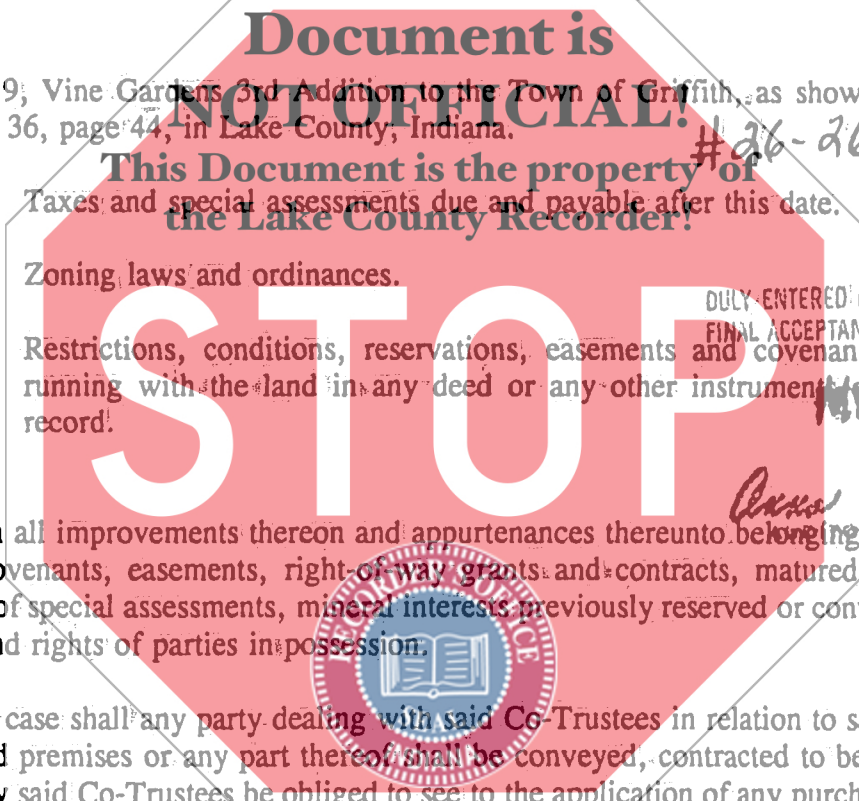 Document is
9, Vine Gardens 3rd Addition to the Town of Griffith, as show
NOT OFFICIAL!
36, page 44, in Lake County, Indiana.
# 26-26
This Document is the property of
Taxes and special assessments due and payable after this date.
the Lake County Recorder!
Zoning laws and ordinances.
DULY ENTERED
FINAL ACCEPTAN
STOP
Restrictions, conditions, reservations, easements and covenan
running with the land in any deed or any other instrument
record.
all improvements thereon and appurtenances thereunto belonging
ovenants, easements, right-of-way grants and contracts, matured
of special assessments, mineral interests previously reserved or con
d rights of parties in possession.
RECORDER'S OFFICE
SEAL
INDIANA
case shall any party dealing with said Co-Trustees in relation to s
d premises or any part thereof shall be conveyed, contracted to be
y said Co-Trustees be obliged to see to the application of any purch